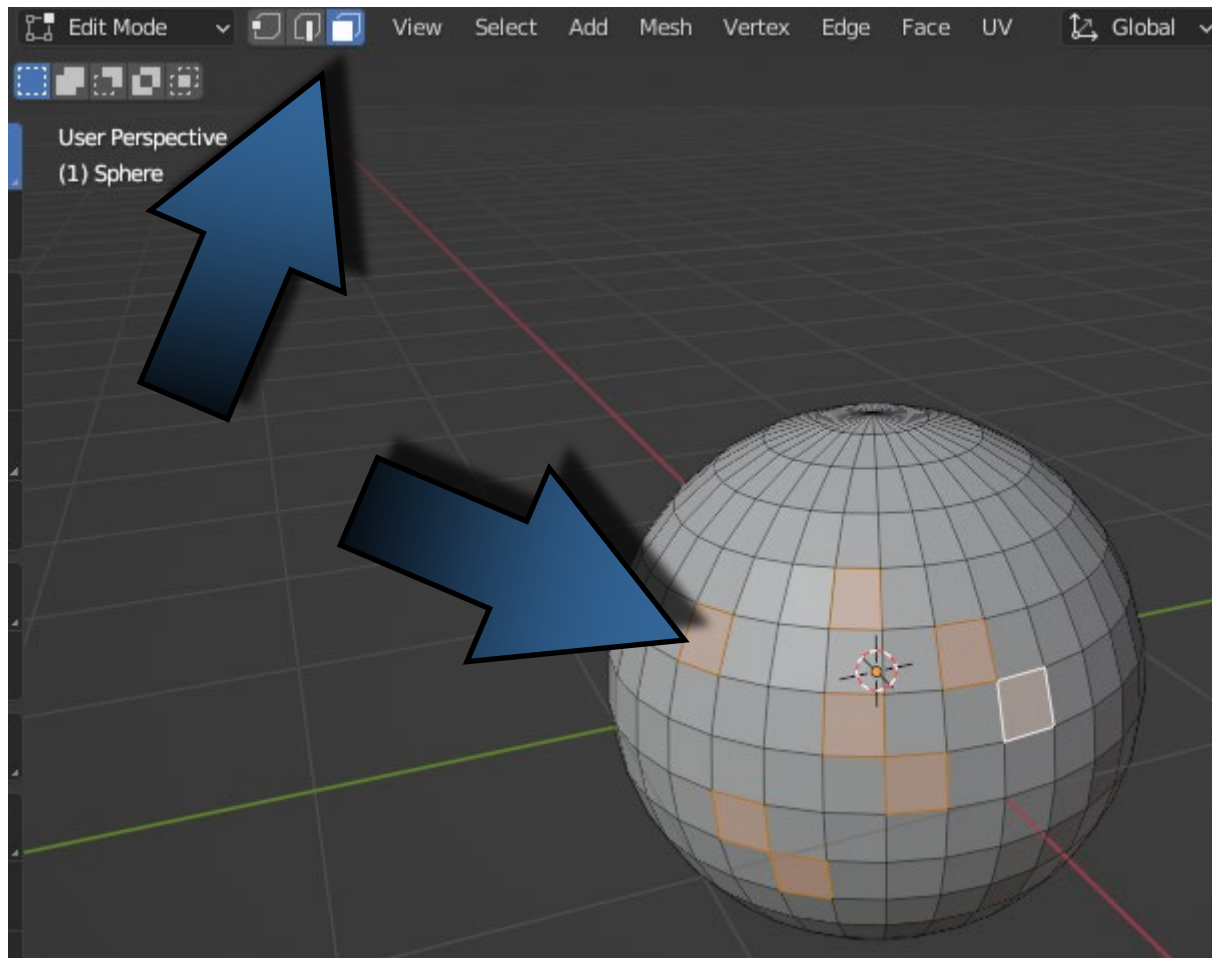 Edit Mode View Select Add Mesh Vertex Edge Face UV Global
User Perspective
(1) Sphere